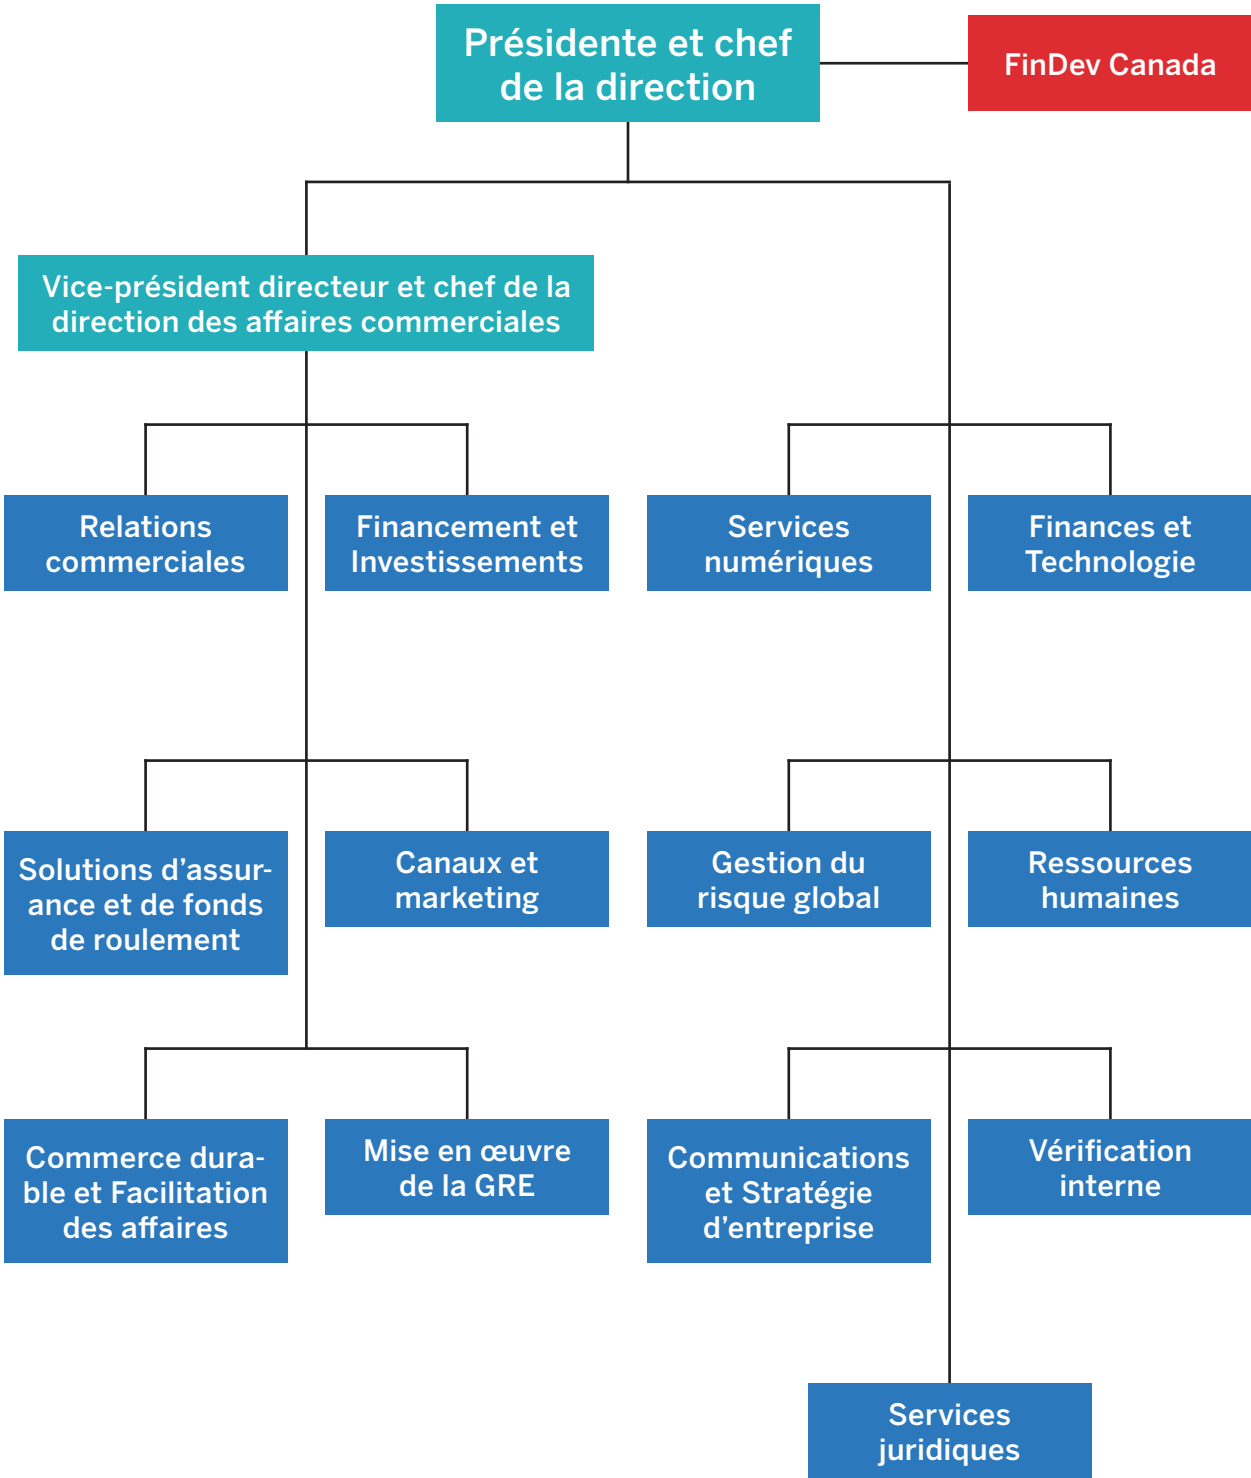 Présidente et chef
de la direction
FinDev Canada
Vice-président directeur et chef de la
direction des affaires commerciales
Relations
commerciales
Financement et
Investissements
Services
numériques
Finances et
Technologie
Solutions d’assur-
ance et de fonds
de roulement
Canaux et
marketing
Gestion du
risque global
Ressources
humaines
Commerce dura-
ble et Facilitation
des affaires
Mise en œuvre
de la GRE
Communications
et Stratégie
d’entreprise
Vérification
interne
Services
juridiques